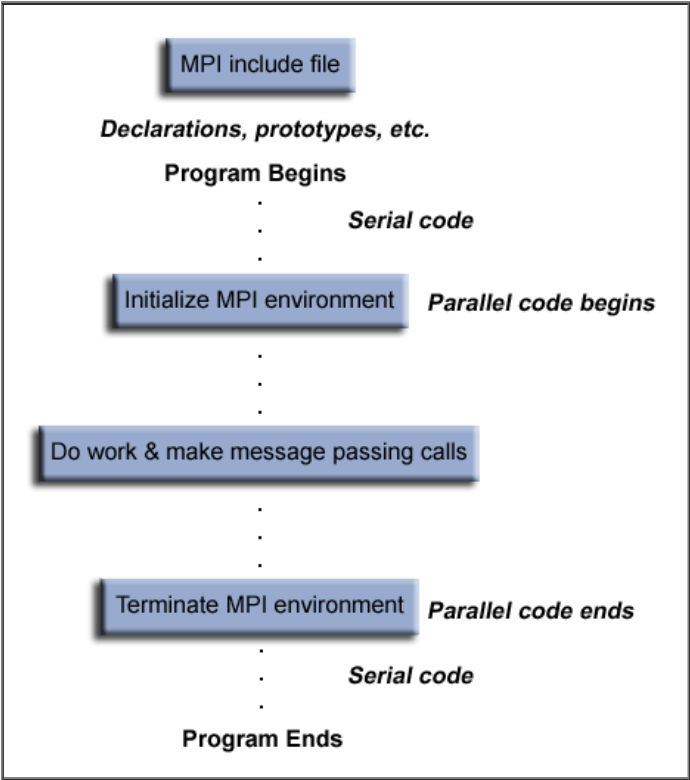 MPI include file
Declarations, prototypes, etc.
Program Begins
.
. Serial code
.
Initialize MPI environment Parallel code begins
.
.
.
Do work & make message passing calls
.
.
.
Terminate MPI environment Parallel code ends
.
. Serial code
.
Program Ends